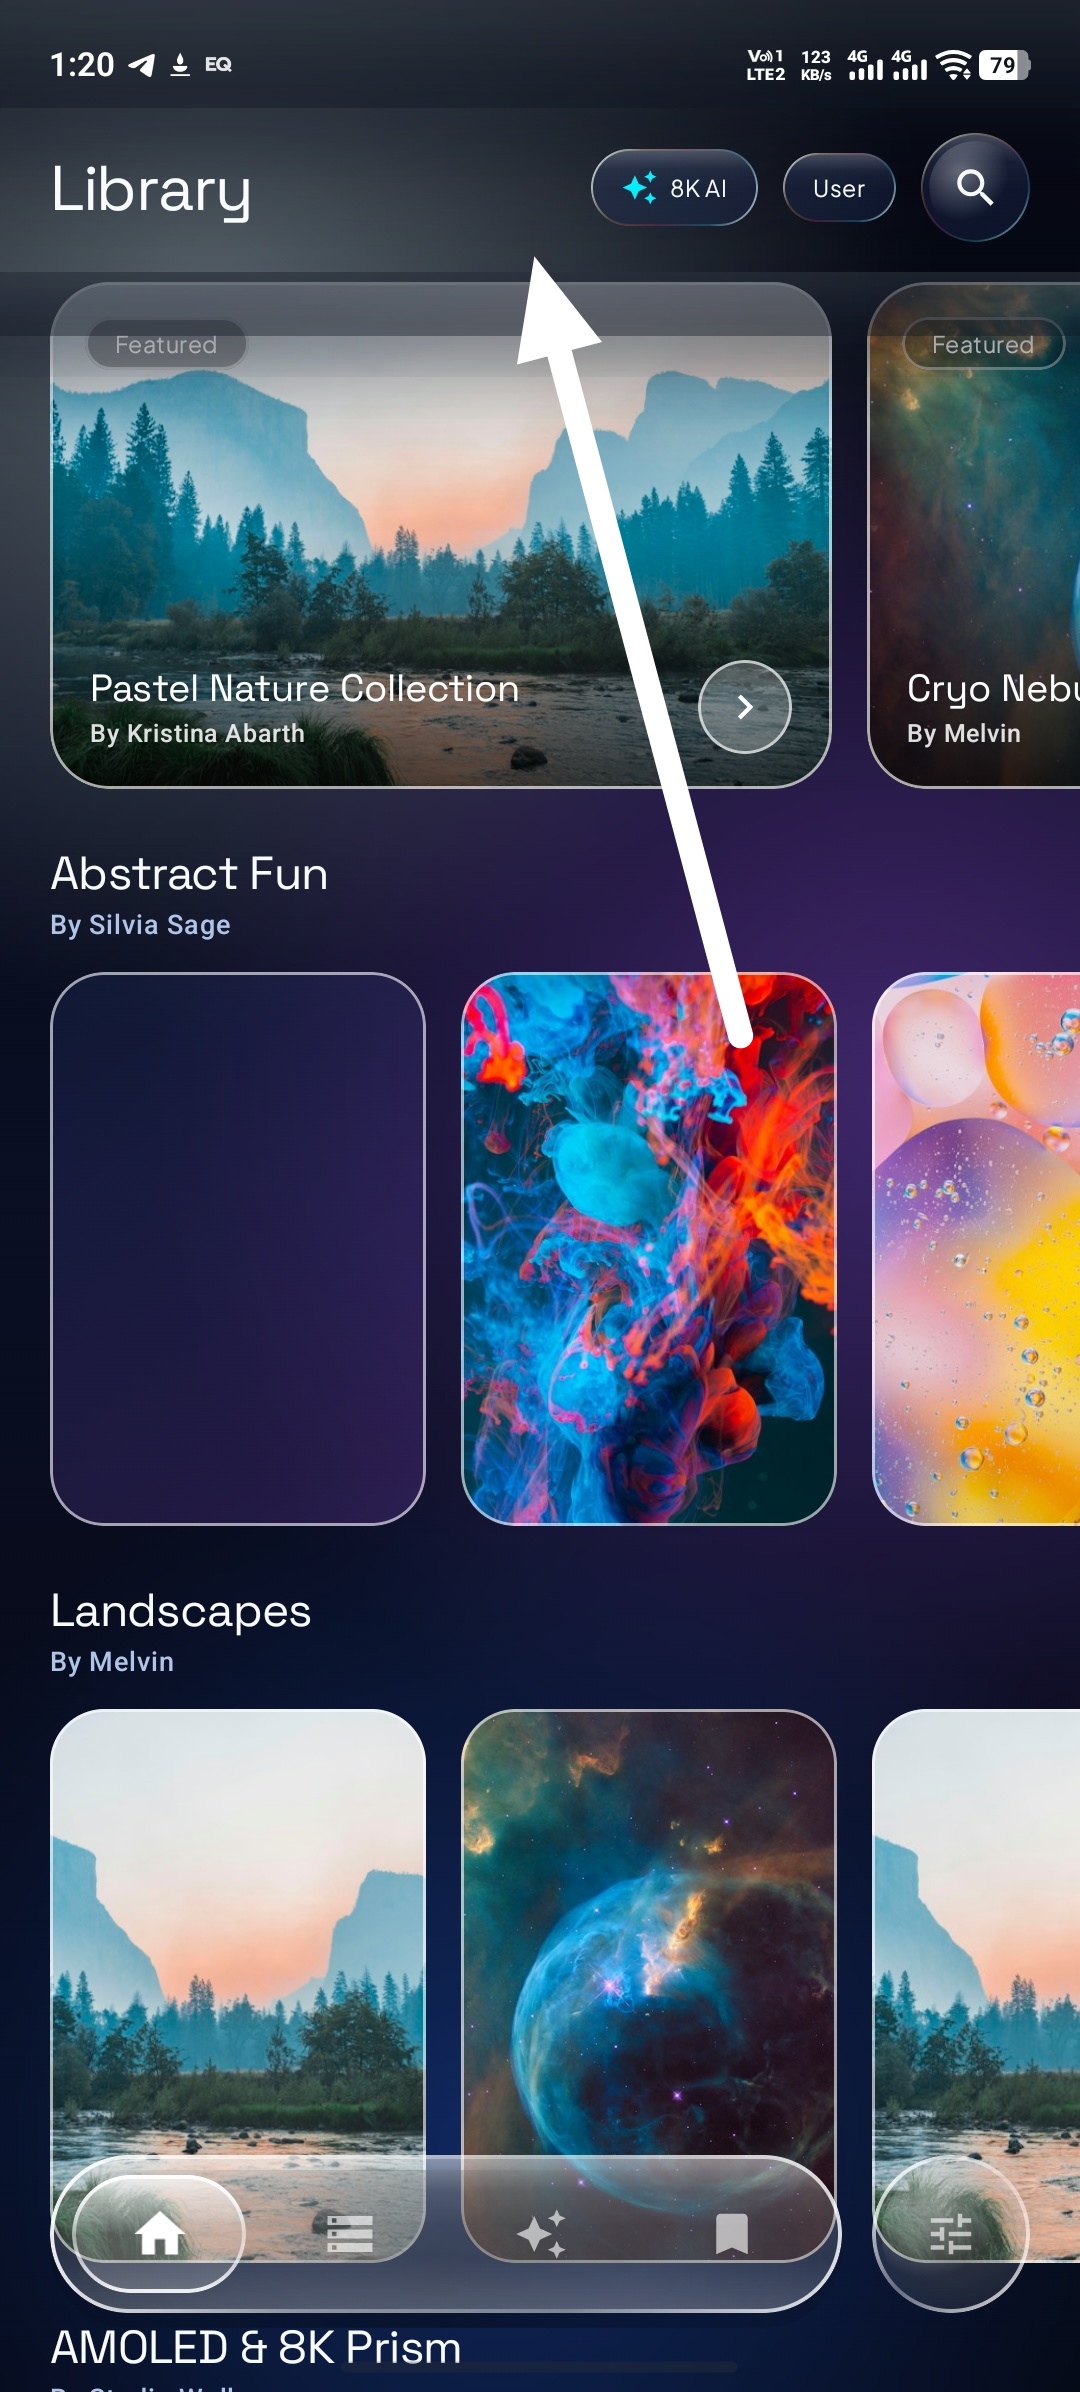 1:20 EQ Vo) 1 LTE2 123 KB/s 4G 4G 79
Library
8K AI
User
Featured
Featured
Pastel Nature Collection
By Kristina Abarth
Cryo Nebu
By Melvin
Abstract Fun
By Silvia Sage
Landscapes
By Melvin
AMOLED & 8K Prism